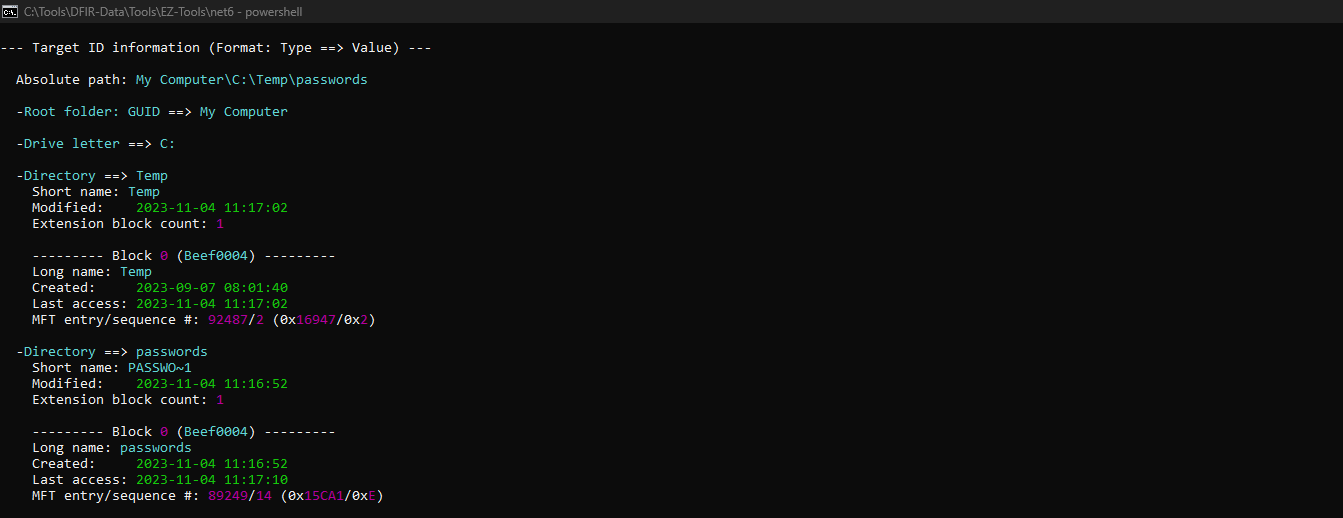 C:\Tools\DFIR-Data\Tools\EZ-Tools\net6 - powershell
--- Target ID information (Format: Type ==> Value) ---
Absolute path: My Computer\C:\Temp\passwords
-Root folder: GUID ==> My Computer
-Drive letter ==> C:
-Directory ==> Temp
Short name: Temp
Modified:    2023-11-04 11:17:02
Extension block count: 1
--------- Block 0 (Beef0004) ---------
Long name: Temp
Created:     2023-09-07 08:01:40
Last access: 2023-11-04 11:17:02
MFT entry/sequence #: 92487/2 (0x16947/0x2)
-Directory ==> passwords
Short name: PASSWO~1
Modified:    2023-11-04 11:16:52
Extension block count: 1
--------- Block 0 (Beef0004) ---------
Long name: passwords
Created:     2023-11-04 11:16:52
Last access: 2023-11-04 11:17:10
MFT entry/sequence #: 89249/14 (0x15CA1/0xE)